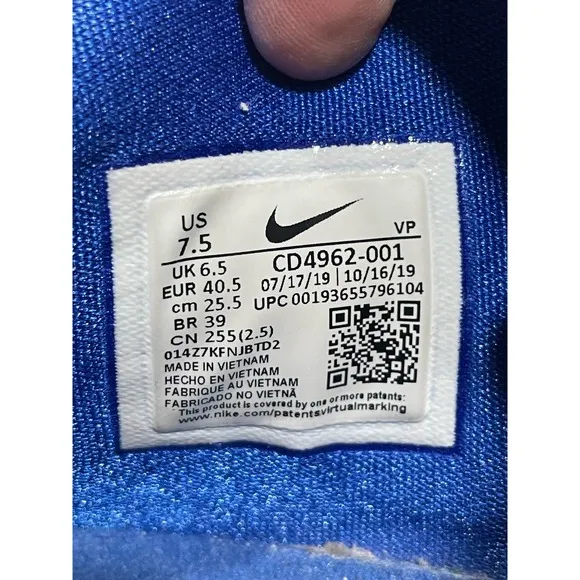 US
7.5
VP
UK 6.5
CD4962-001
EUR 40.5
07/17/19 | 10/16/19
cm 25.5
UPC 00193655796104
BR 39
CN 255(2.5)
014Z7KFNJBTD2
MADE IN VIETNAM
HECHO EN VIETNAM
FABRIQUE AU VIETNAM
FABRICADO NO VIETNÃ
This product is covered by one or more patents. See
www.nike.com/patentsvirtualmarking